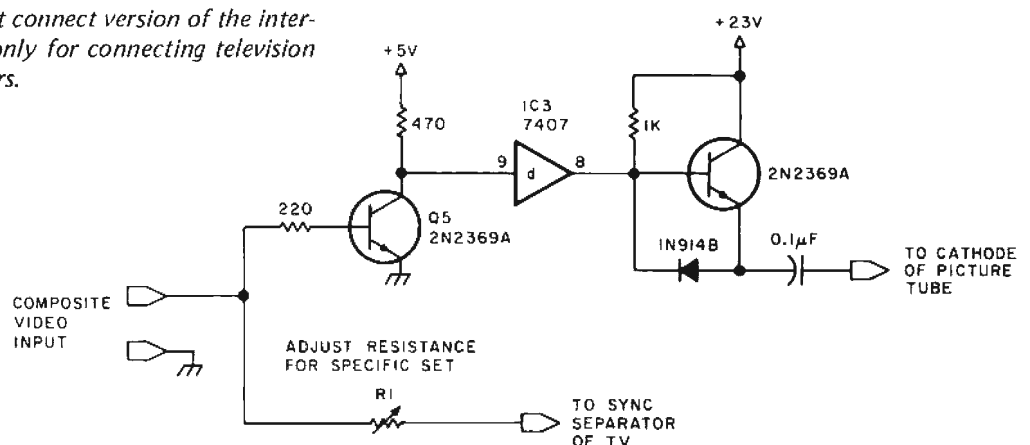 t connect version of the inter-
only for connecting television
rs.
+5V
470
IC3
7407
9
d
8
+23V
1K
2N2369A
220
Q5
2N2369A
1N914B
0.1µF
TO CATHODE
OF PICTURE
TUBE
COMPOSITE
VIDEO
INPUT
ADJUST RESISTANCE
FOR SPECIFIC SET
R1
TO SYNC
SEPARATOR
OF TV